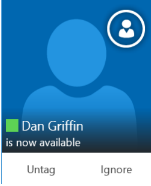 Dan Griffin
is now available
Untag Ignore